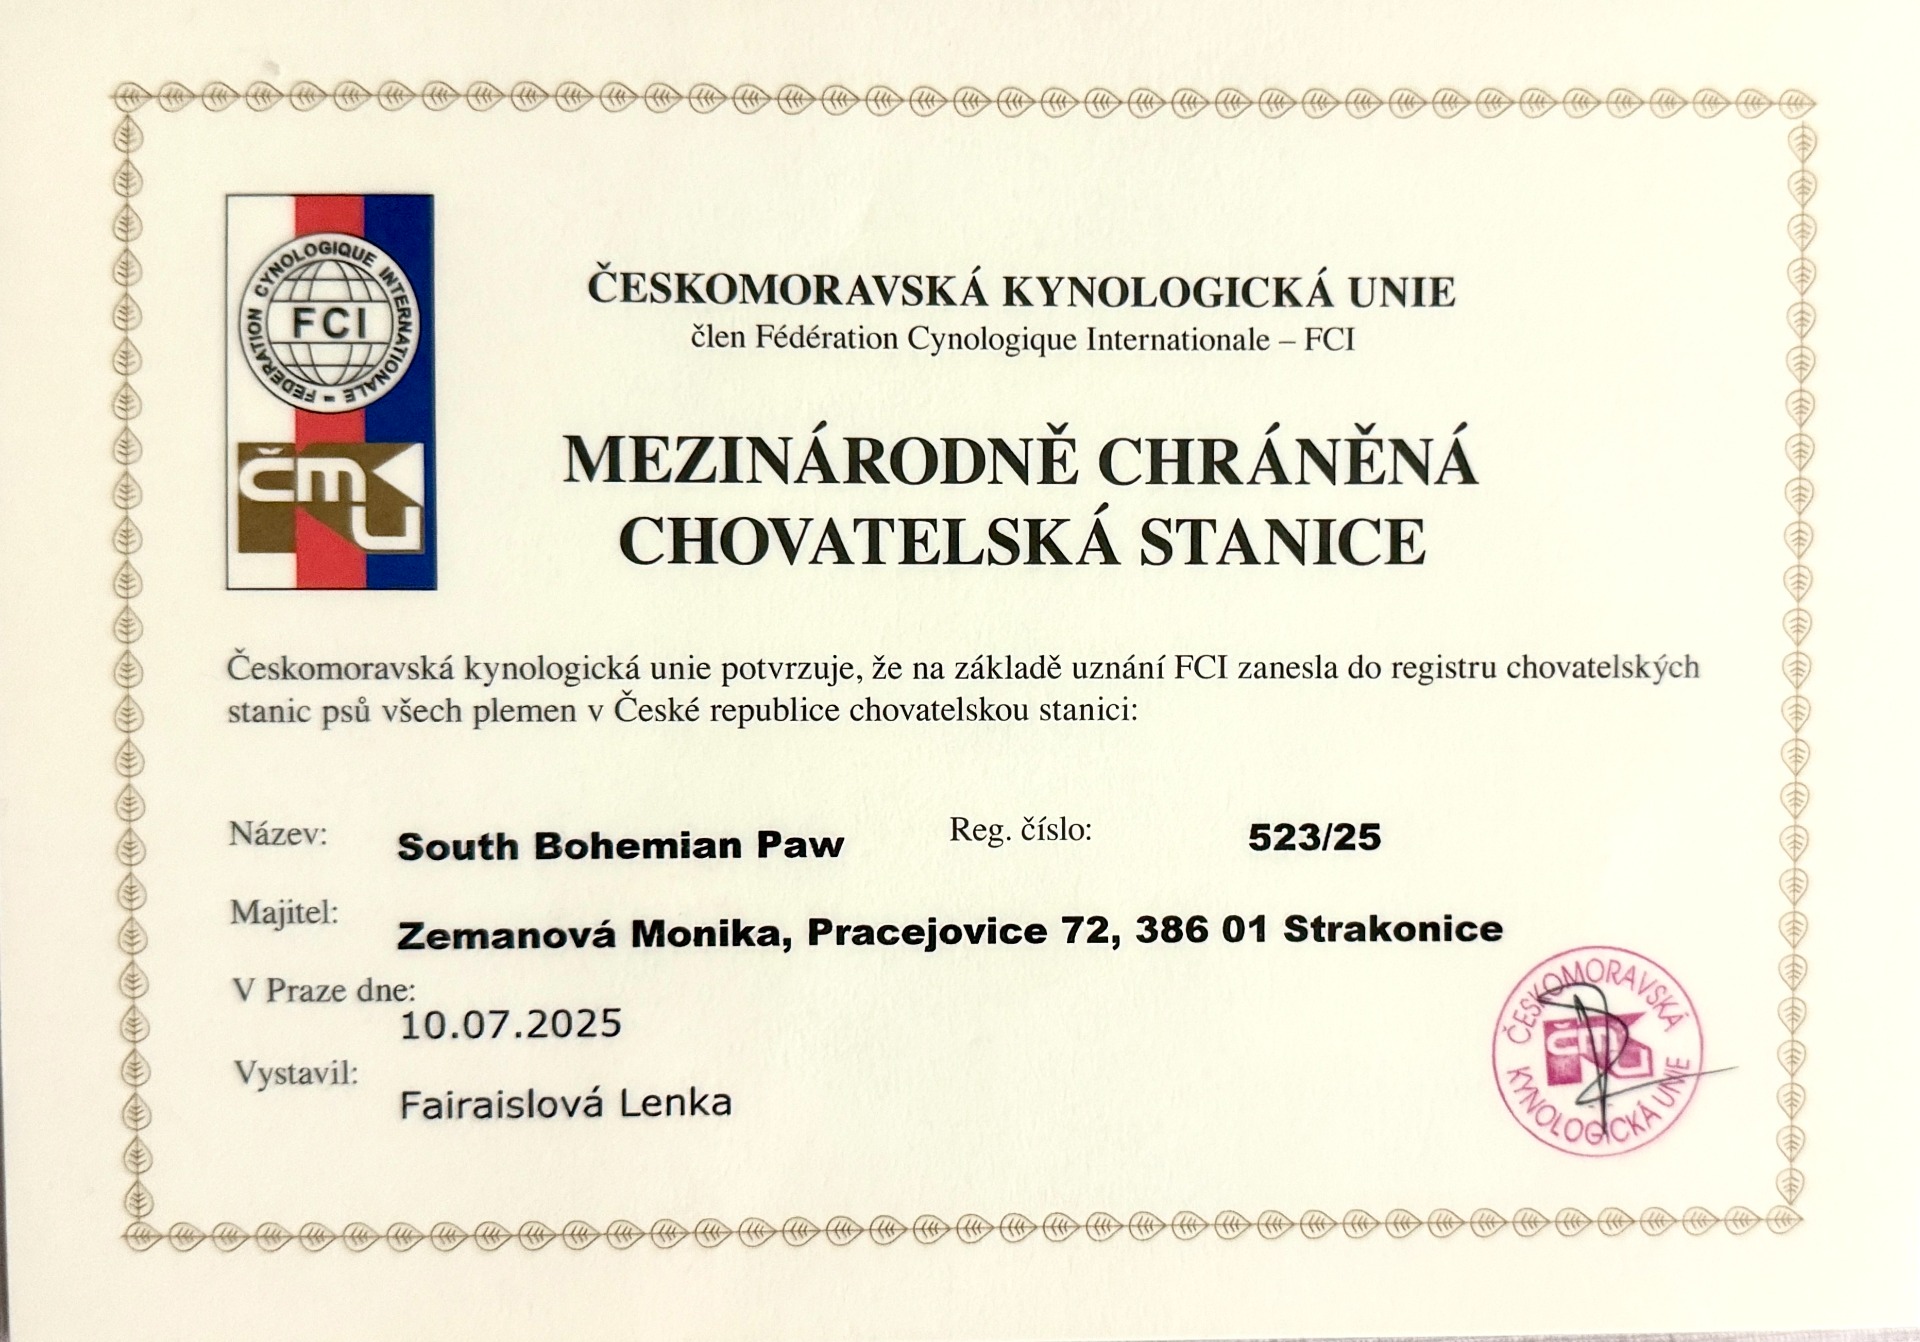 FEDERATION CYNOLOGIQUE INTERNATIONALE –
FCI
ČMKU
ČESKOMORAVSKÁ KYNOLOGICKÁ UNIE
člen Fédération Cynologique Internationale – FCI
MEZINÁRODNĚ CHRÁNĚNÁ
CHOVATELSKÁ STANICE
Českomoravská kynologická unie potvrzuje, že na základě uznání FCI zanesla do registru chovatelských
stanic psů všech plemen v České republice chovatelskou stanici:
Název: South Bohemian Paw Reg. číslo: 523/25
Majitel: Zemanová Monika, Pracejovice 72, 386 01 Strakonice
V Praze dne: 10.07.2025
Vystavil: Fairaislová Lenka
ČESKOMORAVSKÁ
ČMKU
KYNOLOGICKÁ UNIE